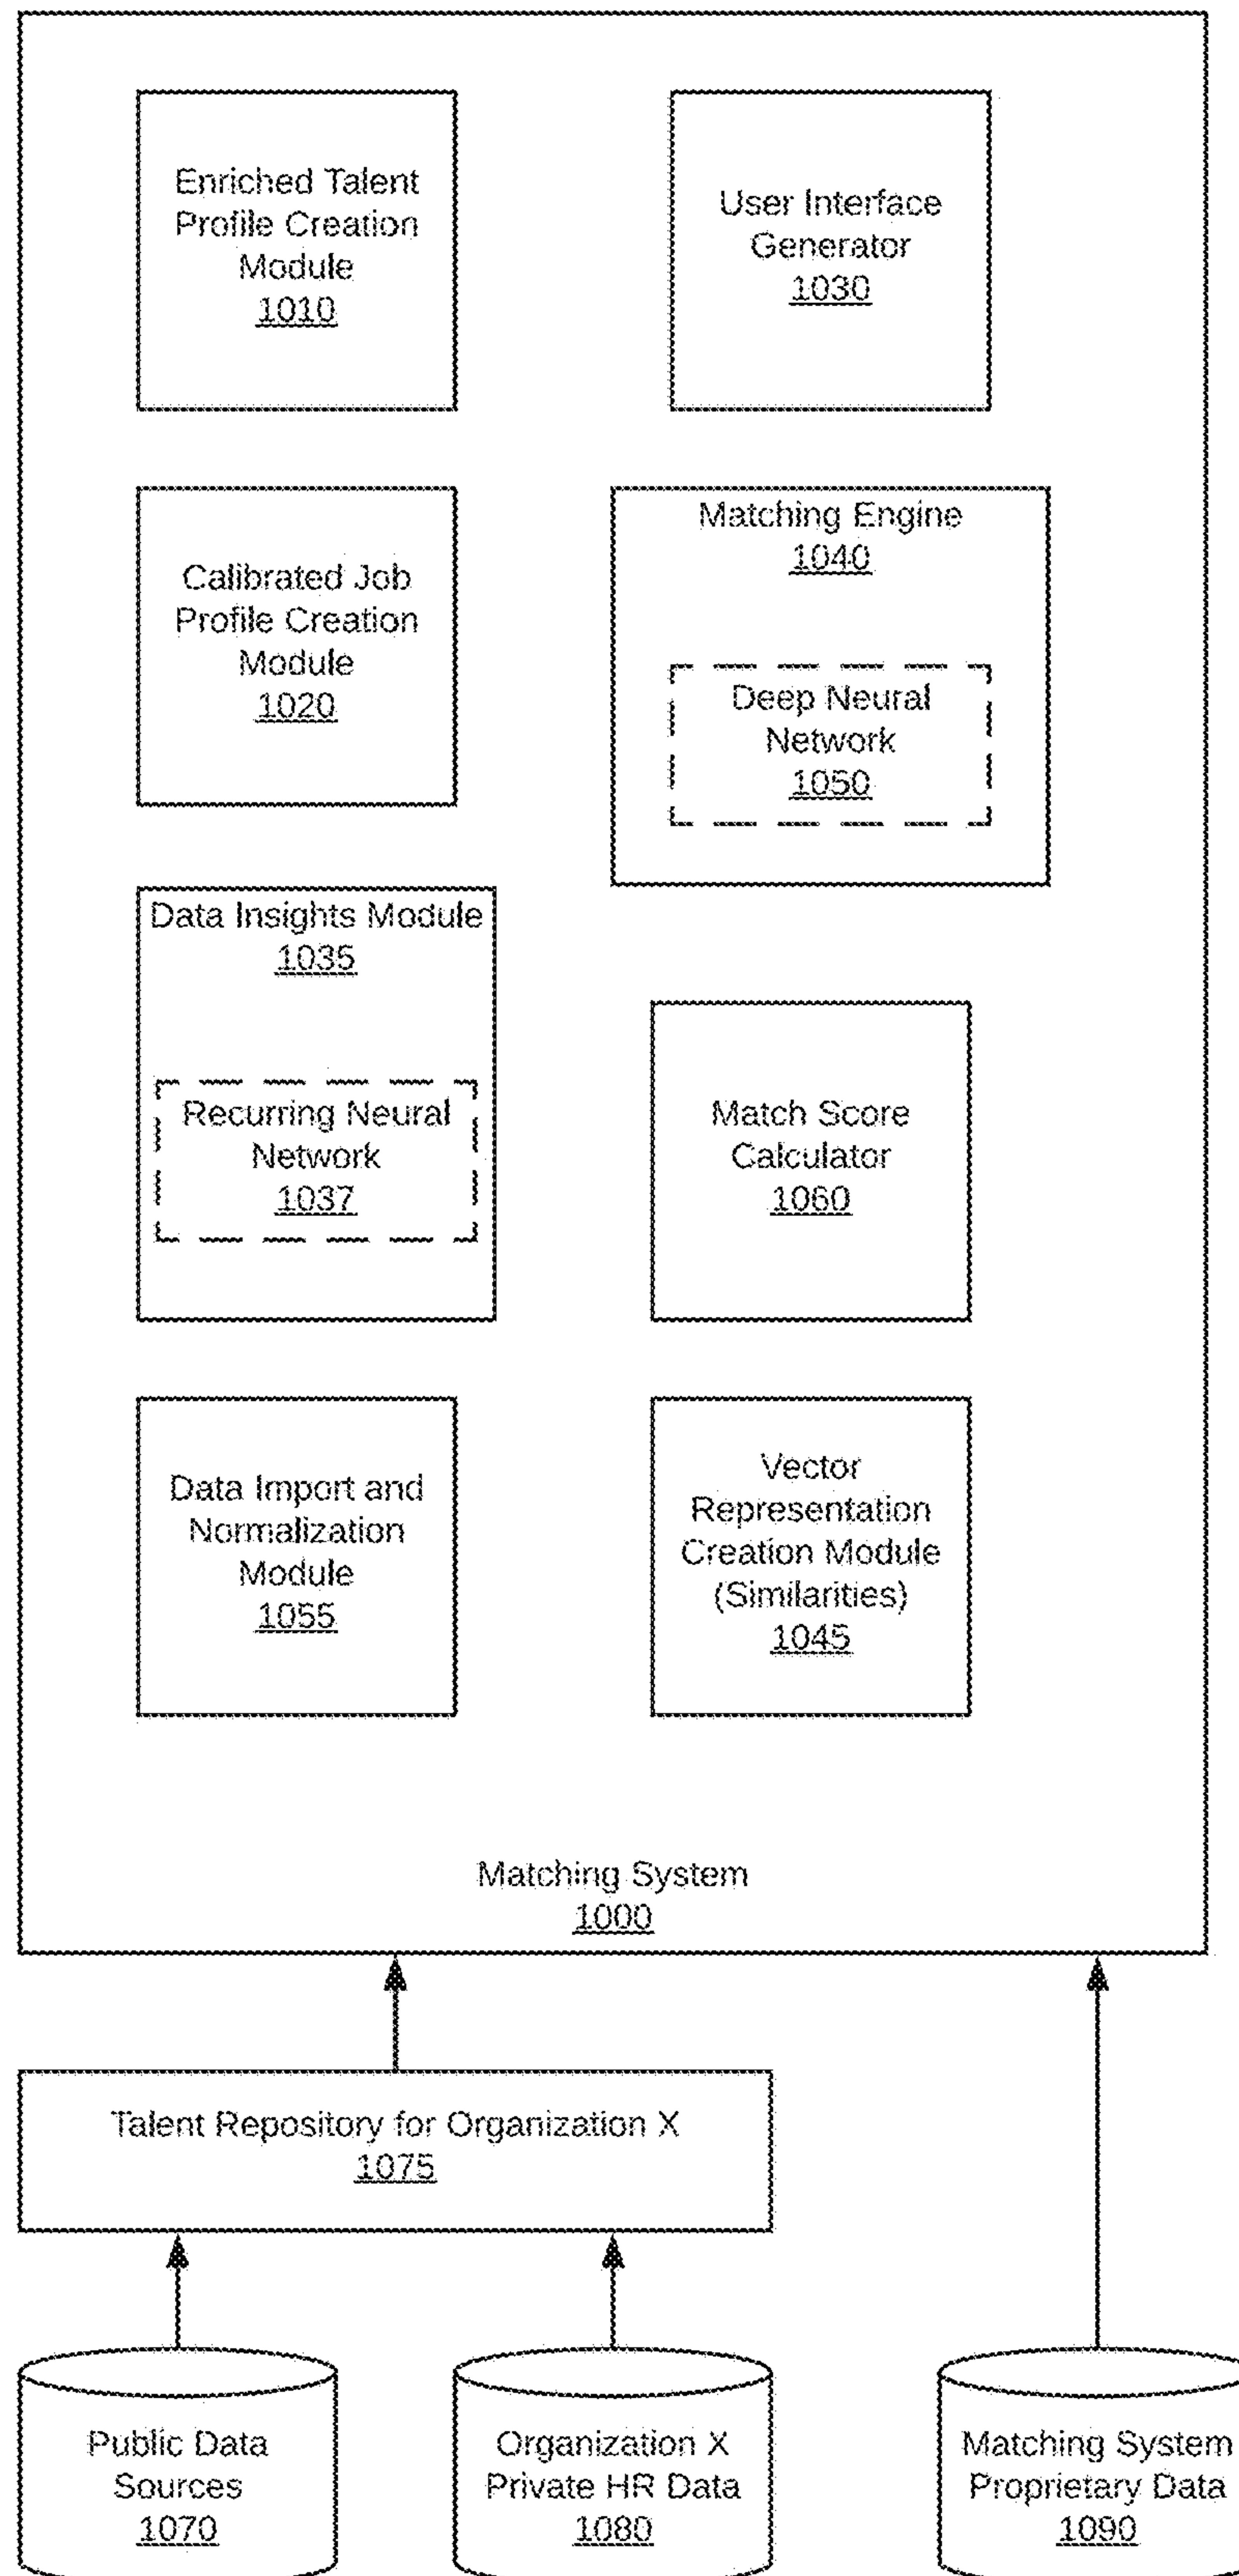 Enriched Talent
Profile Creation
Module
1010
User Interface
Generator
1030
Calibrated Job
Profile Creation
Module
1020
Matching Engine
1040
Deep Neural
Network
1050
Data Insights Module
1035
Recurring Neural
Network
1037
Match Score
Calculator
1060
Data Import and
Normalization
Module
1055
Vector
Representation
Creation Module
(Similarities)
1045
Matching System
1000
Talent Repository for Organization X
1075
Public Data
Sources
1070
Organization X
Private HR Data
1080
Matching System
Proprietary Data
1090